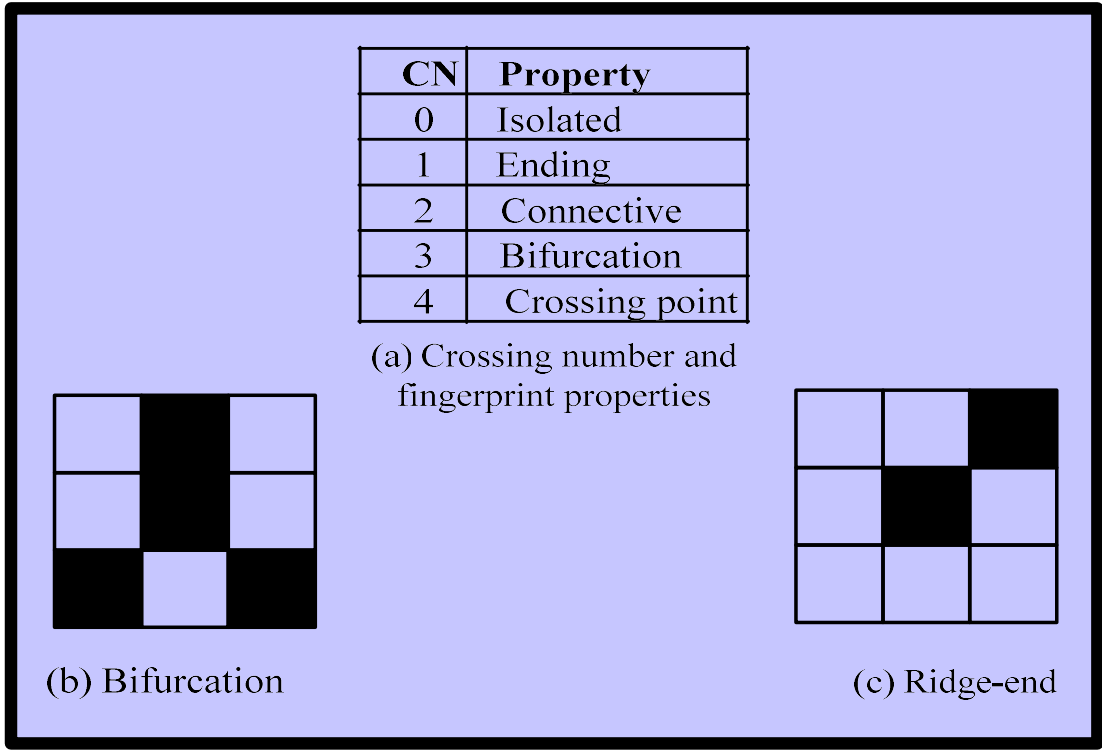 CN Property
0 Isolated
1 Ending
2 Connective
3 Bifurcation
4 Crossing point
(a) Crossing number and
fingerprint properties
(b) Bifurcation
(c) Ridge-end